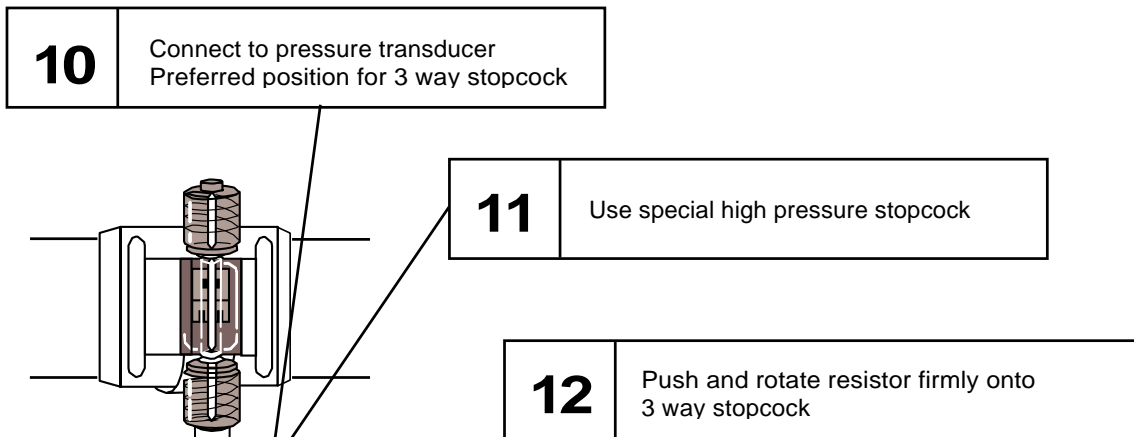 10
Connect to pressure transducer
Preferred position for 3 way stopcock
11
Use special high pressure stopcock
12
Push and rotate resistor firmly onto
3 way stopcock